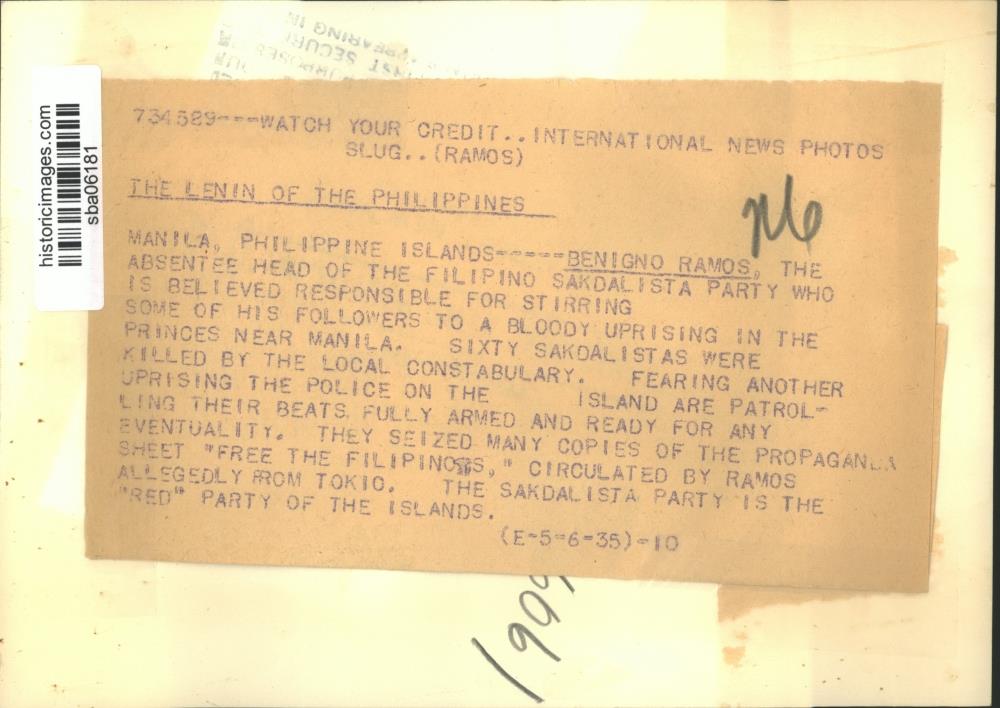 PEARING IN
ST SECURI
URPOSES
historicimages.com
sba06181
734589---WATCH YOUR CREDIT..INTERNATIONAL NEWS PHOTOS
SLUG..(RAMOS)
THE LENIN OF THE PHILIPPINES
MANILA, PHILIPPINE ISLANDS-----BENIGNO RAMOS, THE
ABSENTEE HEAD OF THE FILIPINO SAKDALISTA PARTY WHO
IS BELIEVED RESPONSIBLE FOR STIRRING
SOME OF HIS FOLLOWERS TO A BLOODY UPRISING IN THE
PRINCES NEAR MANILA. SIXTY SAKDALISTAS WERE
KILLED BY THE LOCAL CONSTABULARY. FEARING ANOTHER
UPRISING THE POLICE ON THE ISLAND ARE PATROL-
LING THEIR BEATS FULLY ARMED AND READY FOR ANY
EVENTUALITY. THEY SEIZED MANY COPIES OF THE PROPAGANDA
SHEET "FREE THE FILIPINOS," CIRCULATED BY RAMOS
ALLEGEDLY FROM TOKIO. THE SAKDALISTA PARTY IS THE
"RED" PARTY OF THE ISLANDS.
(E-5-6-35)-10